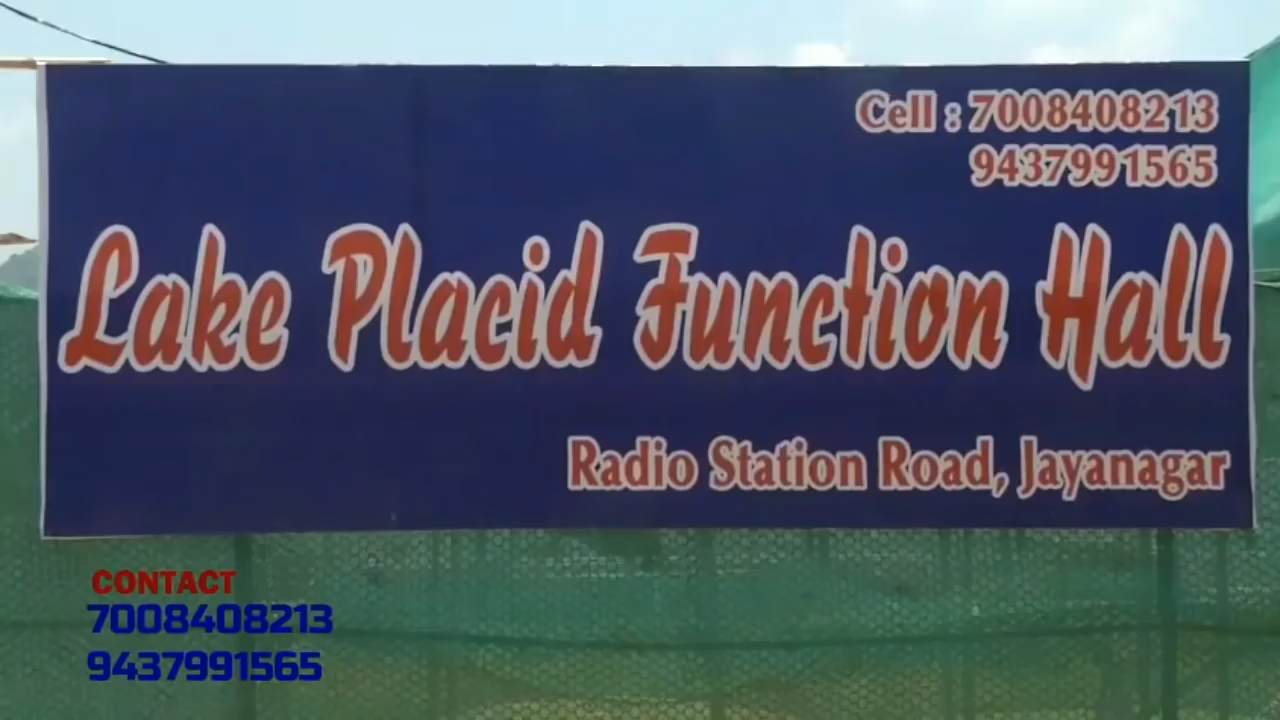 Cell : 7008408213
9437991565
Lake Placid Function Hall
Radio Station Road, Jayanagar
CONTACT
7008408213
9437991565